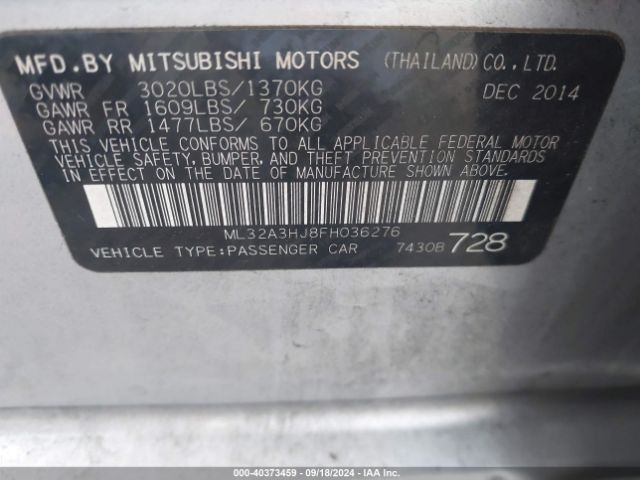 MFD.BY MITSUBISHI MOTORS (THAILAND)CO.,LTD.
GVWR 3020LBS/1370KG DEC 2014
GAWR FR 1609LBS/ 730KG
GAWR RR 1477LBS/ 670KG
THIS VEHICLE CONFORMS TO ALL APPLICABLE FEDERAL MOTOR
VEHICLE SAFETY, BUMPER, AND THEFT PREVENTION STANDARDS
IN EFFECT ON THE DATE OF MANUFACTURE SHOWN ABOVE.
ML32A3HJ8FH036276
VEHICLE TYPE:PASSENGER CAR 7430B 728
000-40373459 - 09/18/2024 - IAA Inc.